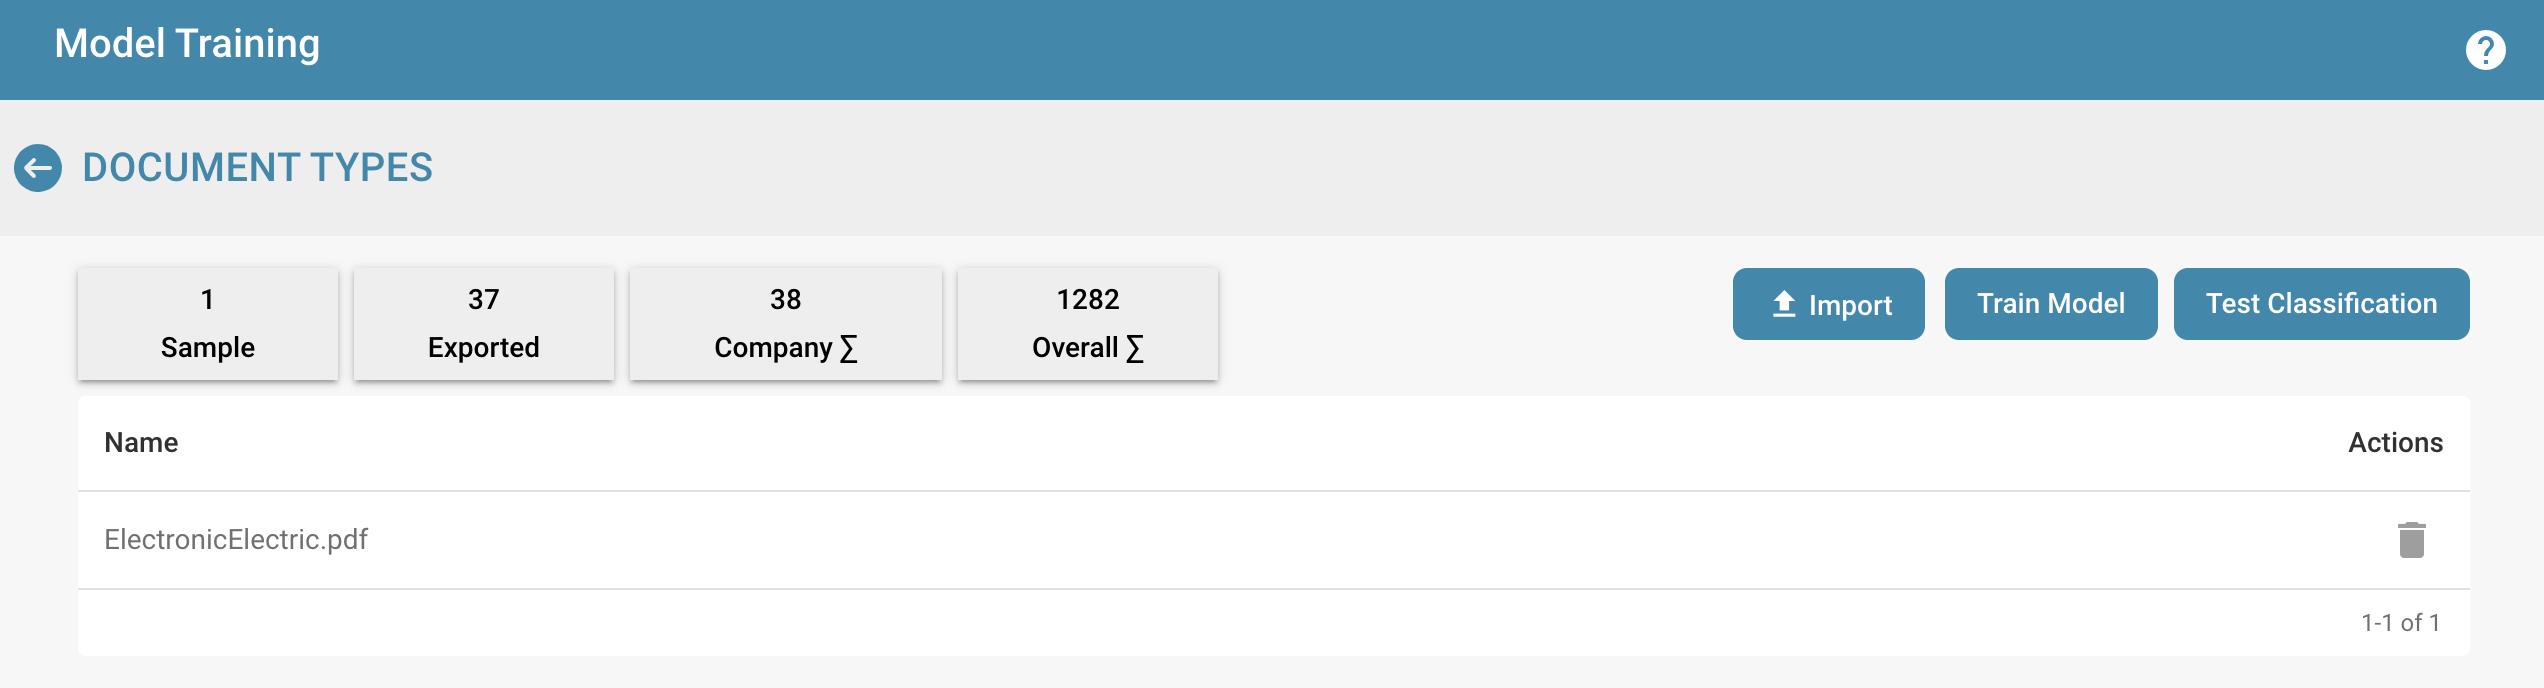 Model Training
?
DOCUMENT TYPES
1
Sample
37
Exported
38
Company ∑
1282
Overall ∑
Import
Train Model
Test Classification
Name
Actions
ElectronicElectric.pdf
1-1 of 1